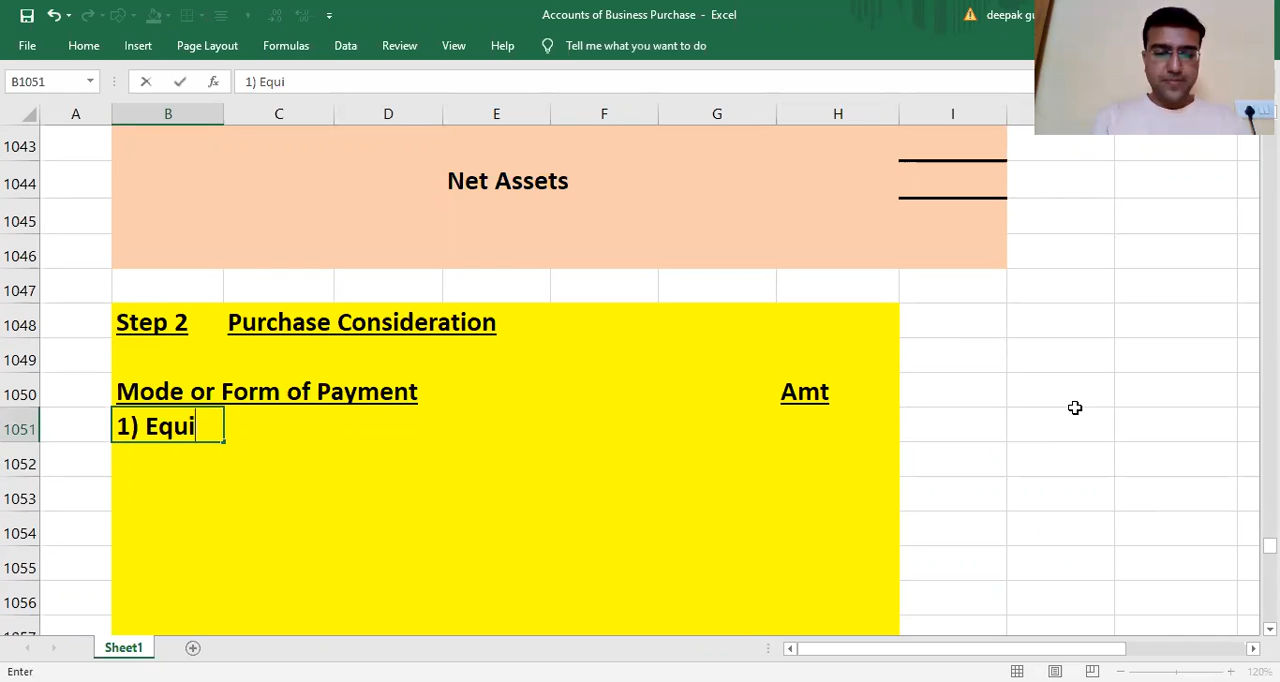 Accounts of Business Purchase - Excel
deepak gu
File Home Insert Page Layout Formulas Data Review View Help Tell me what you want to do
B1051 fx 1) Equi
A B C D E F G H I
1043
1044 Net Assets
1045
1046
1047
1048 Step 2 Purchase Consideration
1049
1050 Mode or Form of Payment Amt
1051 1) Equi
1052
1053
1054
1055
1056
Sheet1
Enter 120%